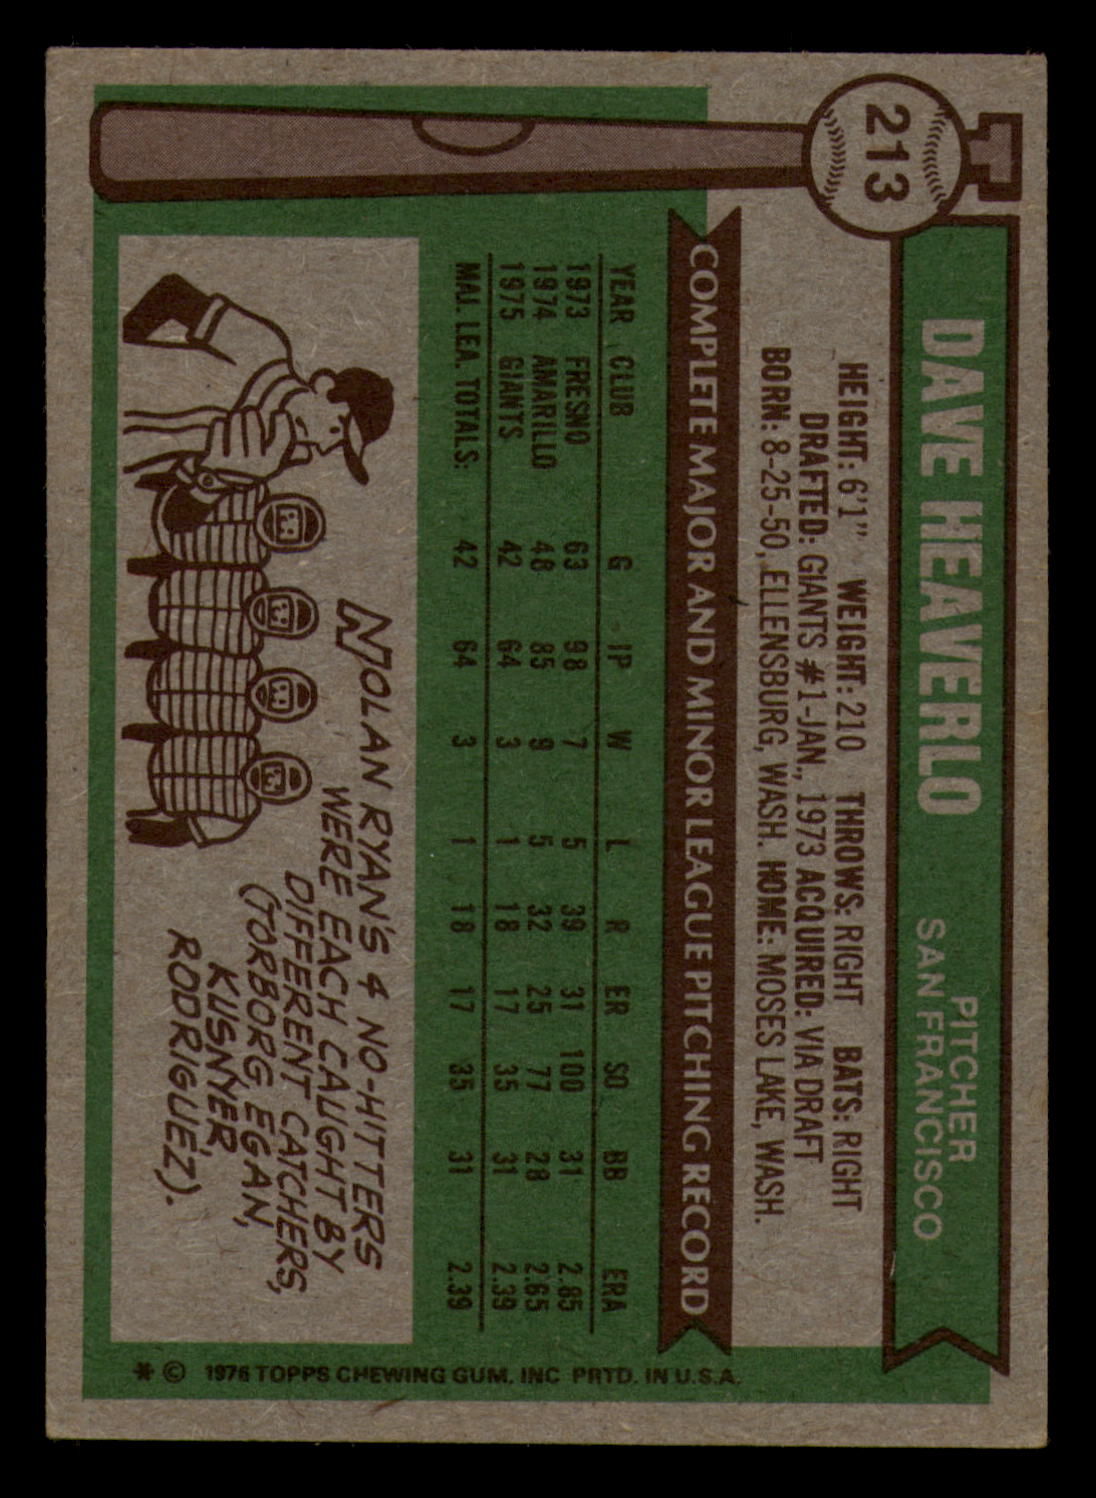 213
T
DAVE HEAVERLO
PITCHER
SAN FRANCISCO
HEIGHT: 6'1" WEIGHT: 210 THROWS: RIGHT BATS: RIGHT
DRAFTED: GIANTS #1-JAN., 1973 ACQUIRED: VIA DRAFT
BORN: 8-25-50, ELLENSBURG, WASH. HOME: MOSES LAKE, WASH.
COMPLETE MAJOR AND MINOR LEAGUE PITCHING RECORD
YEAR CLUB G IP W L R ER SO BB ERA
1973 FRESNO 63 98 7 5 39 31 100 31 2.85
1974 AMARILLO 48 85 9 5 32 25 77 28 2.65
1975 GIANTS 42 64 3 1 18 17 35 31 2.39
MAJ. LEA. TOTALS: 42 64 3 1 18 17 35 31 2.39
NOLAN RYAN'S 4 NO-HITTERS
WERE EACH CAUGHT BY
DIFFERENT CATCHERS,
(TORBORG EGAN,
KUSNYER
RODRIGUEZ).
* © 1976 TOPPS CHEWING GUM, INC PRTD. IN U.S.A.